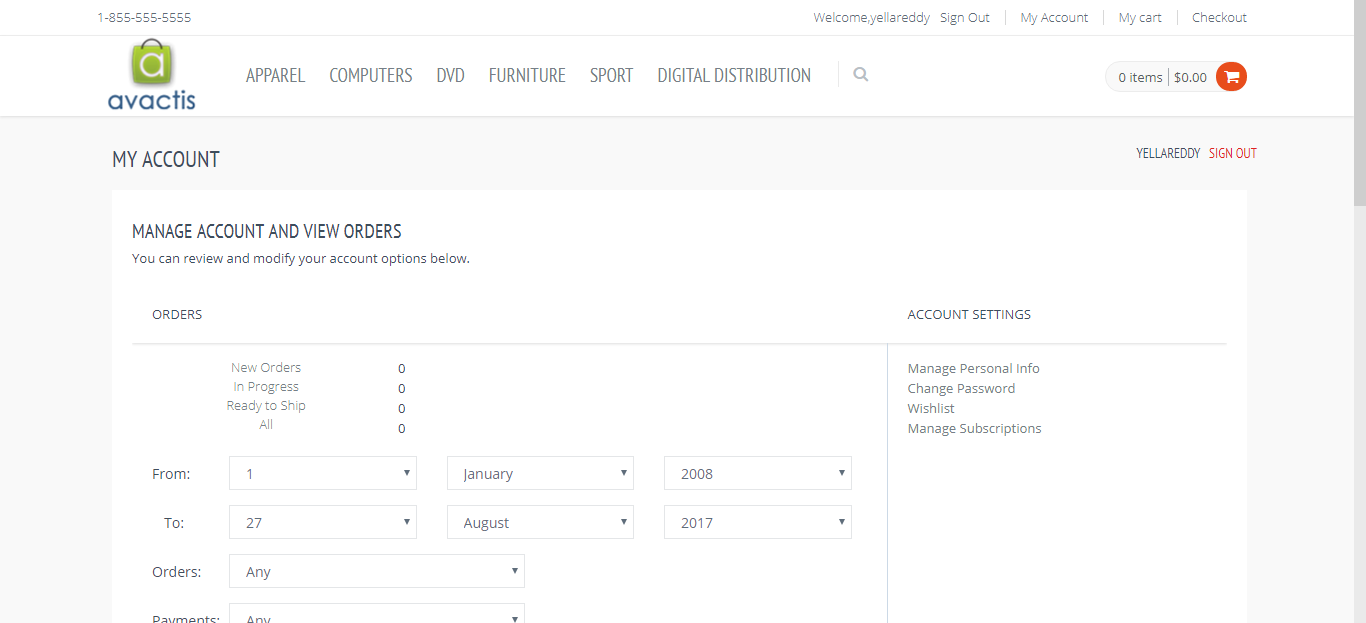 1-855-555-5555
Welcome,yellareddy Sign Out My Account My cart Checkout
avactis
APPAREL COMPUTERS DVD FURNITURE SPORT DIGITAL DISTRIBUTION
0 items $0.00
MY ACCOUNT
YELLAREDDY SIGN OUT
MANAGE ACCOUNT AND VIEW ORDERS
You can review and modify your account options below.
ORDERS
New Orders 0
In Progress 0
Ready to Ship 0
All 0
From: 1 January 2008
To: 27 August 2017
Orders: Any
Payments: Any
ACCOUNT SETTINGS
Manage Personal Info
Change Password
Wishlist
Manage Subscriptions